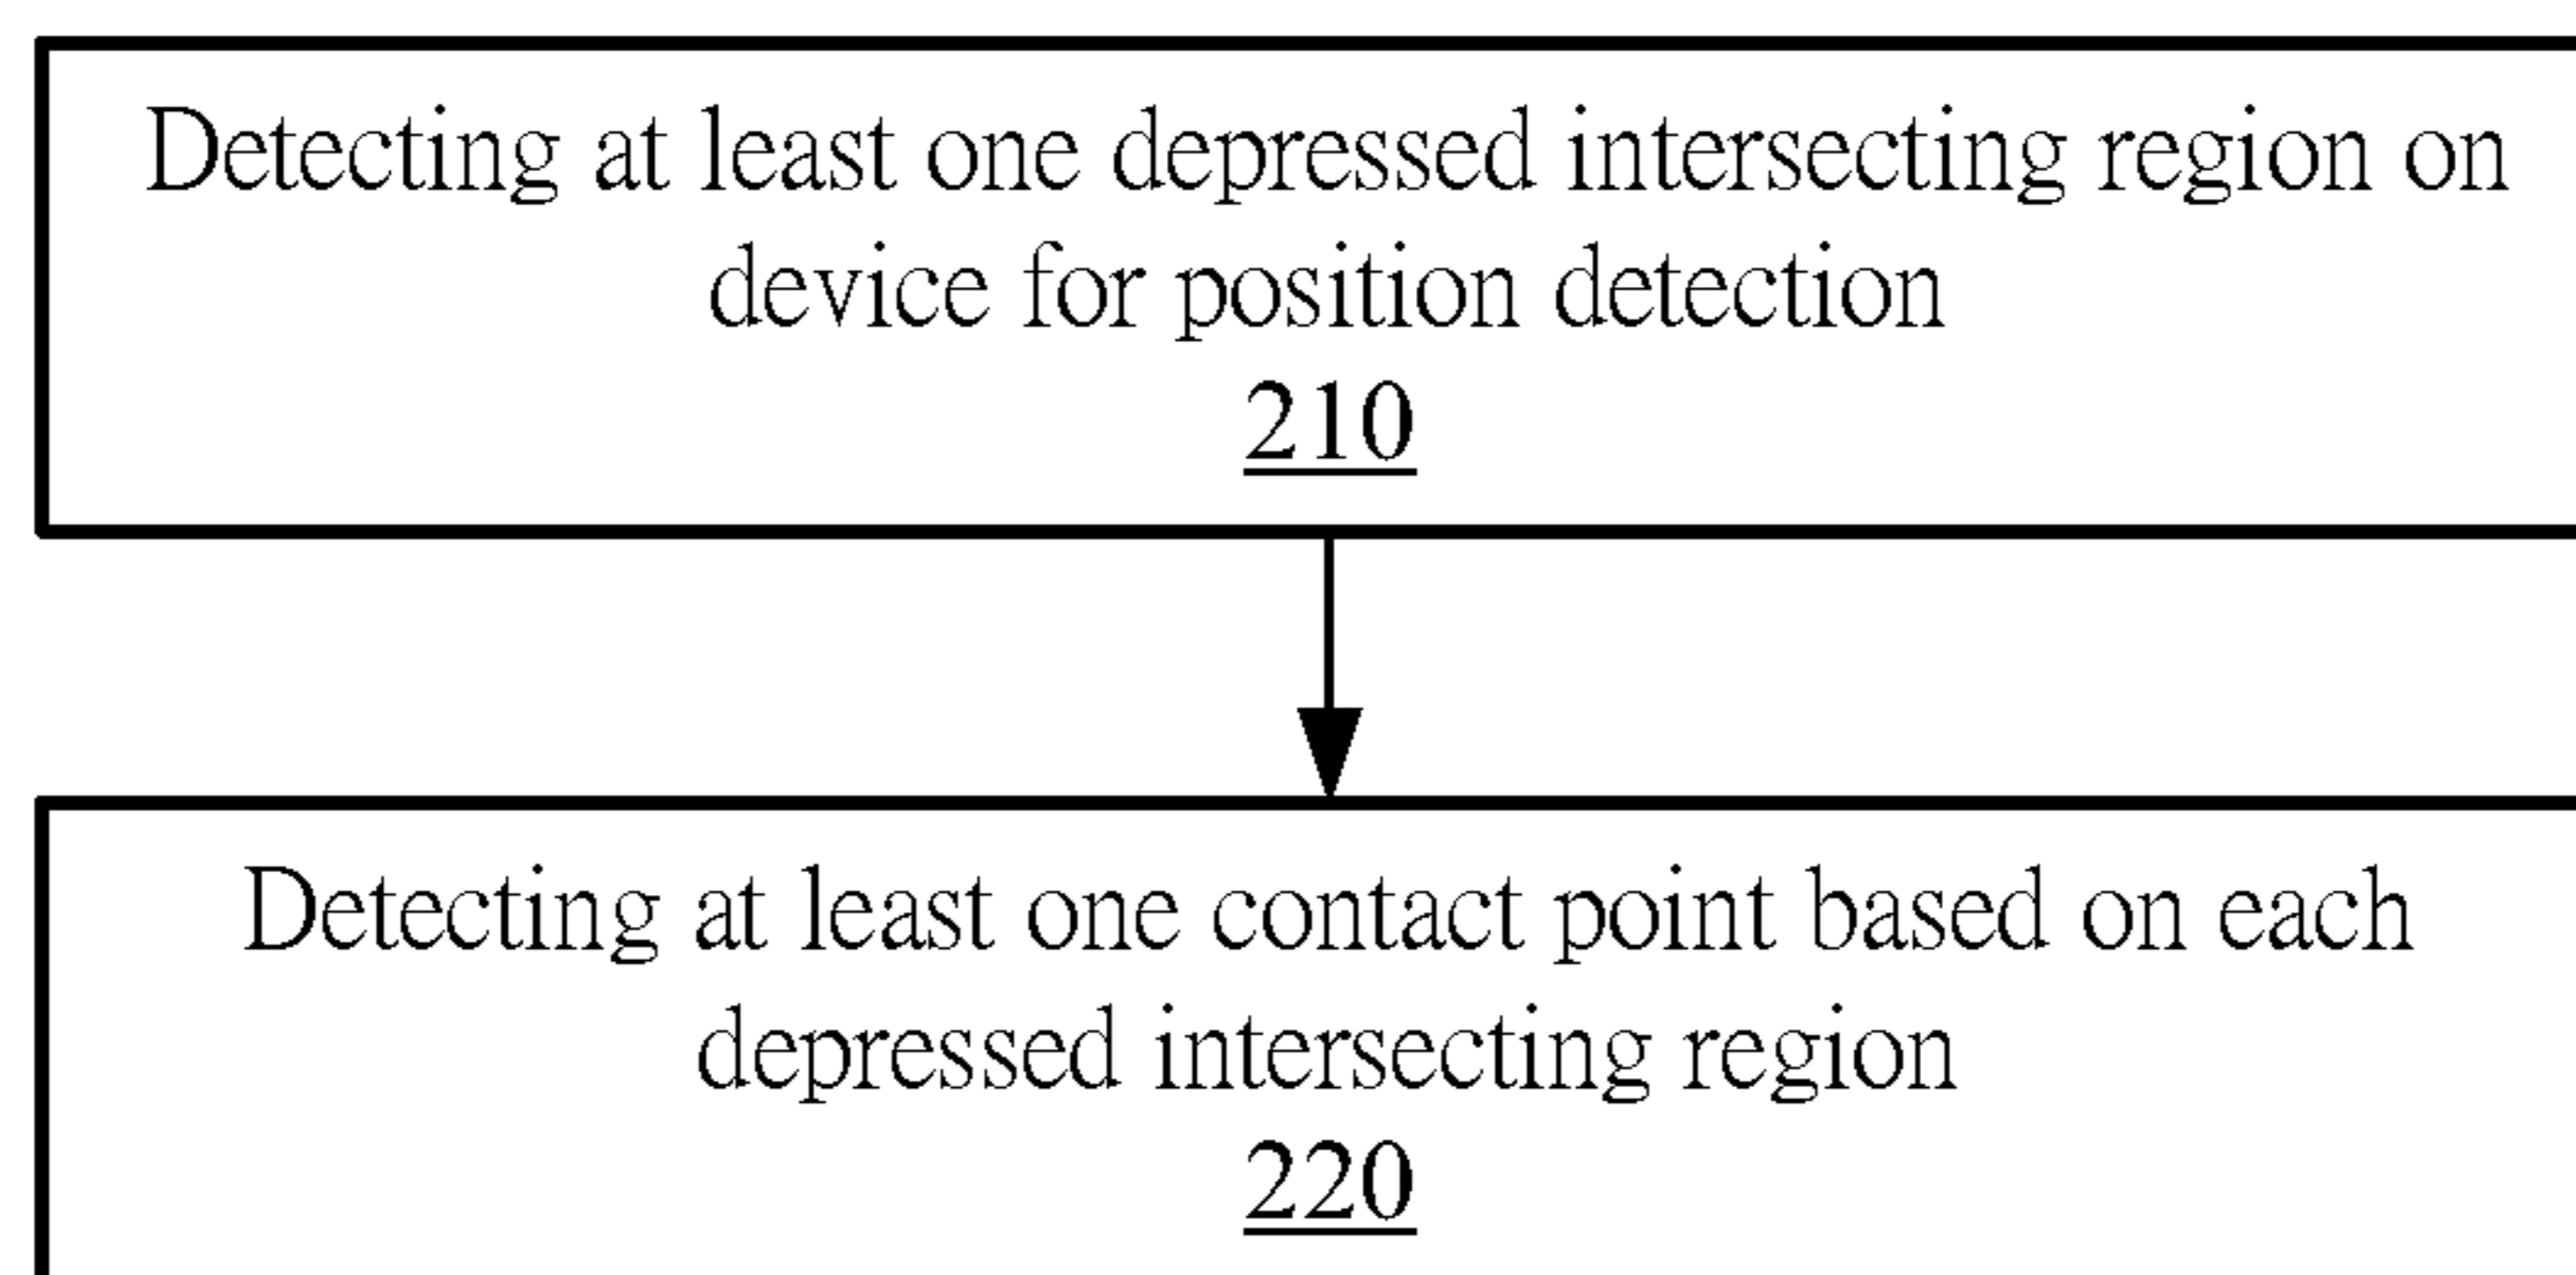 Detecting at least one depressed intersecting region on
device for position detection
210
Detecting at least one contact point based on each
depressed intersecting region
220